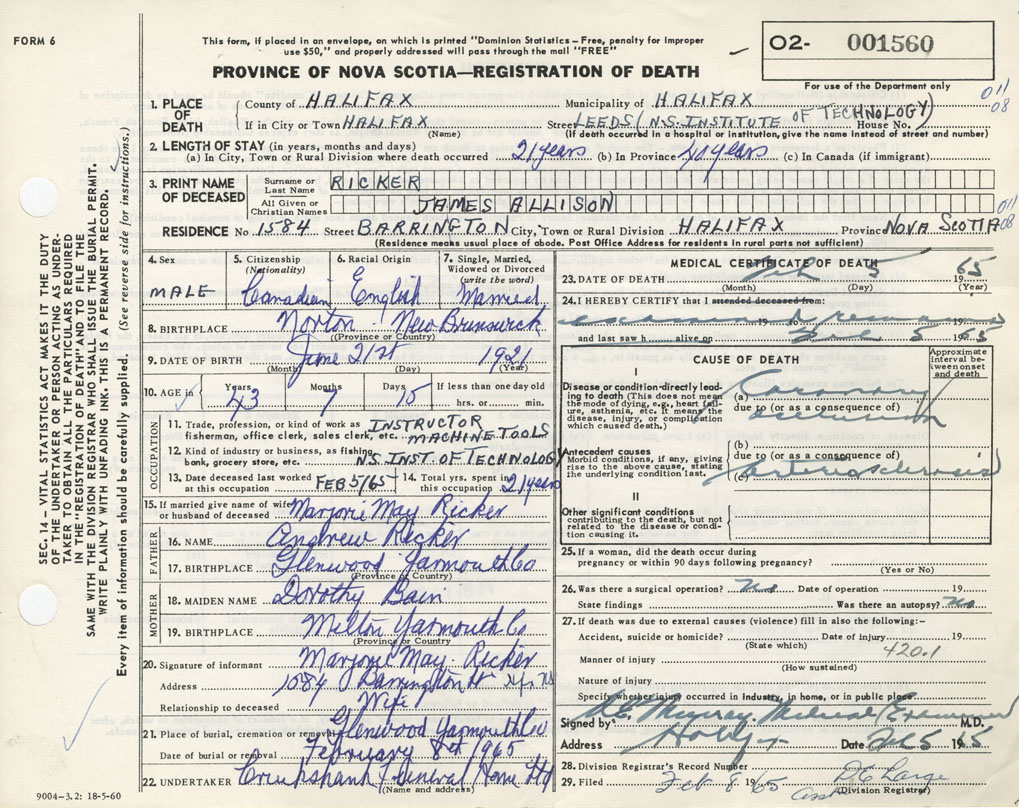 FORM 6
This form, if placed in an envelope, on which is printed "Dominion Statistics – Free, penalty for improper
use $50," and properly addressed will pass through the mail "FREE"
PROVINCE OF NOVA SCOTIA—REGISTRATION OF DEATH
O2- 001560
For use of the Department only
011
08
1. PLACE OF DEATH
County of HALIFAX Municipality of HALIFAX
If in City or Town HALIFAX (Name) Street LEEDS (N.S. INSTITUTE OF TECHNOLOGY) House No.
(If death occurred in a hospital or institution, give the name instead of street and number)
2. LENGTH OF STAY (in years, months and days)
(a) In City, Town or Rural Division where death occurred 2 1 years (b) In Province 40 years (c) In Canada (if immigrant)
3. PRINT NAME OF DECEASED
Surname or Last Name RICKER
All Given or Christian Names JAMES ALLISON
RESIDENCE No. 1584 Street BARRINGTON City, Town or Rural Division HALIFAX Province NOVA SCOTIA
011
08
(Residence means usual place of abode. Post Office Address for residents in rural parts not sufficient)
4. Sex
MALE
5. Citizenship (Nationality)
Canadian
6. Racial Origin
English
7. Single, Married, Widowed or Divorced (write the word)
Married
8. BIRTHPLACE Norton New Brunswick
(Province or Country)
9. DATE OF BIRTH June 21st 1921
(Month) (Day) (Year)
10. AGE in Years 43 Months 7 Days 15 If less than one day old hrs. or min.
OCCUPATION
11. Trade, profession, or kind of work as fisherman, office clerk, sales clerk, etc. INSTRUCTOR MACHINE TOOLS
12. Kind of industry or business, as fishing, bank, grocery store, etc. N.S. INST. OF TECHNOLOGY
13. Date deceased last worked at this occupation FEB 5/65
14. Total yrs. spent in this occupation 2 1 years
15. If married give name of wife or husband of deceased Marjorie May Ricker
FATHER
16. NAME Andrew Ricker
17. BIRTHPLACE Glenwood Yarmouth Co
(Province or Country)
MOTHER
18. MAIDEN NAME Dorothy Bain
19. BIRTHPLACE Milton Yarmouth Co
(Province or Country)
20. Signature of informant Marjorie May Ricker
Address 1584 Barrington St Hfx NS
Relationship to deceased Wife
21. Place of burial, cremation or removal Glenwood Yarmouth Co
Date of burial or removal February 8th 1965
22. UNDERTAKER Cruikshank Funeral Home Ltd
(Name and address)
9004-3.2: 18-5-60
MEDICAL CERTIFICATE OF DEATH
23. DATE OF DEATH Feb 5 1965
(Month) (Day) (Year)
24. I HEREBY CERTIFY that I attended deceased from:
examined remains
19 to 19
and last saw h alive on Feb 5 1965
CAUSE OF DEATH
Approximate interval between onset and death
I
Disease or condition directly leading to death (This does not mean the mode of dying, e.g., heart failure, asthenia, etc. It means the disease, injury, or complication which caused death.)
(a) Coronary
due to (or as a consequence of)
Antecedent causes
Morbid conditions, if any, giving rise to the above cause, stating the underlying condition last.
(b)
due to (or as a consequence of)
(c) arteriosclerosis
II
Other significant conditions
contributing to the death, but not related to the disease or condition causing it.
25. If a woman, did the death occur during pregnancy or within 90 days following pregnancy?
(Yes or No)
26. Was there a surgical operation? No Date of operation 19
State findings Was there an autopsy? No
27. If death was due to external causes (violence) fill in also the following:-
Accident, suicide or homicide? Date of injury 19
(State which)
420.1
Manner of injury
(How sustained)
Nature of injury
Specify whether injury occurred in industry, in home, or in public place
Signed by Murray Medical Examiner M.D.
Address Date Feb 5 1965
28. Division Registrar's Record Number
29. Filed Feb 8 1965 D.C. Large
Asst (Division Registrar)
SEC. 14 – VITAL STATISTICS ACT MAKES IT THE DUTY
OF THE UNDERTAKER OR PERSON ACTING AS UNDER-
TAKER TO OBTAIN ALL THE PARTICULARS REQUIRED
IN THE "REGISTRATION OF DEATH" AND TO FILE THE
SAME WITH THE DIVISION REGISTRAR WHO SHALL ISSUE THE BURIAL PERMIT.
WRITE PLAINLY WITH UNFADING INK. THIS IS A PERMANENT RECORD.
Every item of information should be carefully supplied. (See reverse side for instructions.)